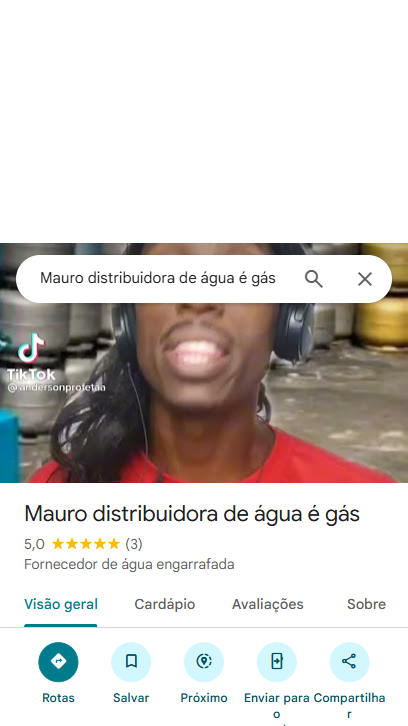 Mauro distribuidora de água é gás
TikTok
@andersonprofetaa
Mauro distribuidora de água é gás
5,0 (3)
Fornecedor de água engarrafada
Visão geral Cardápio Avaliações Sobre
Rotas Salvar Próximo Enviar para o Compartilhar